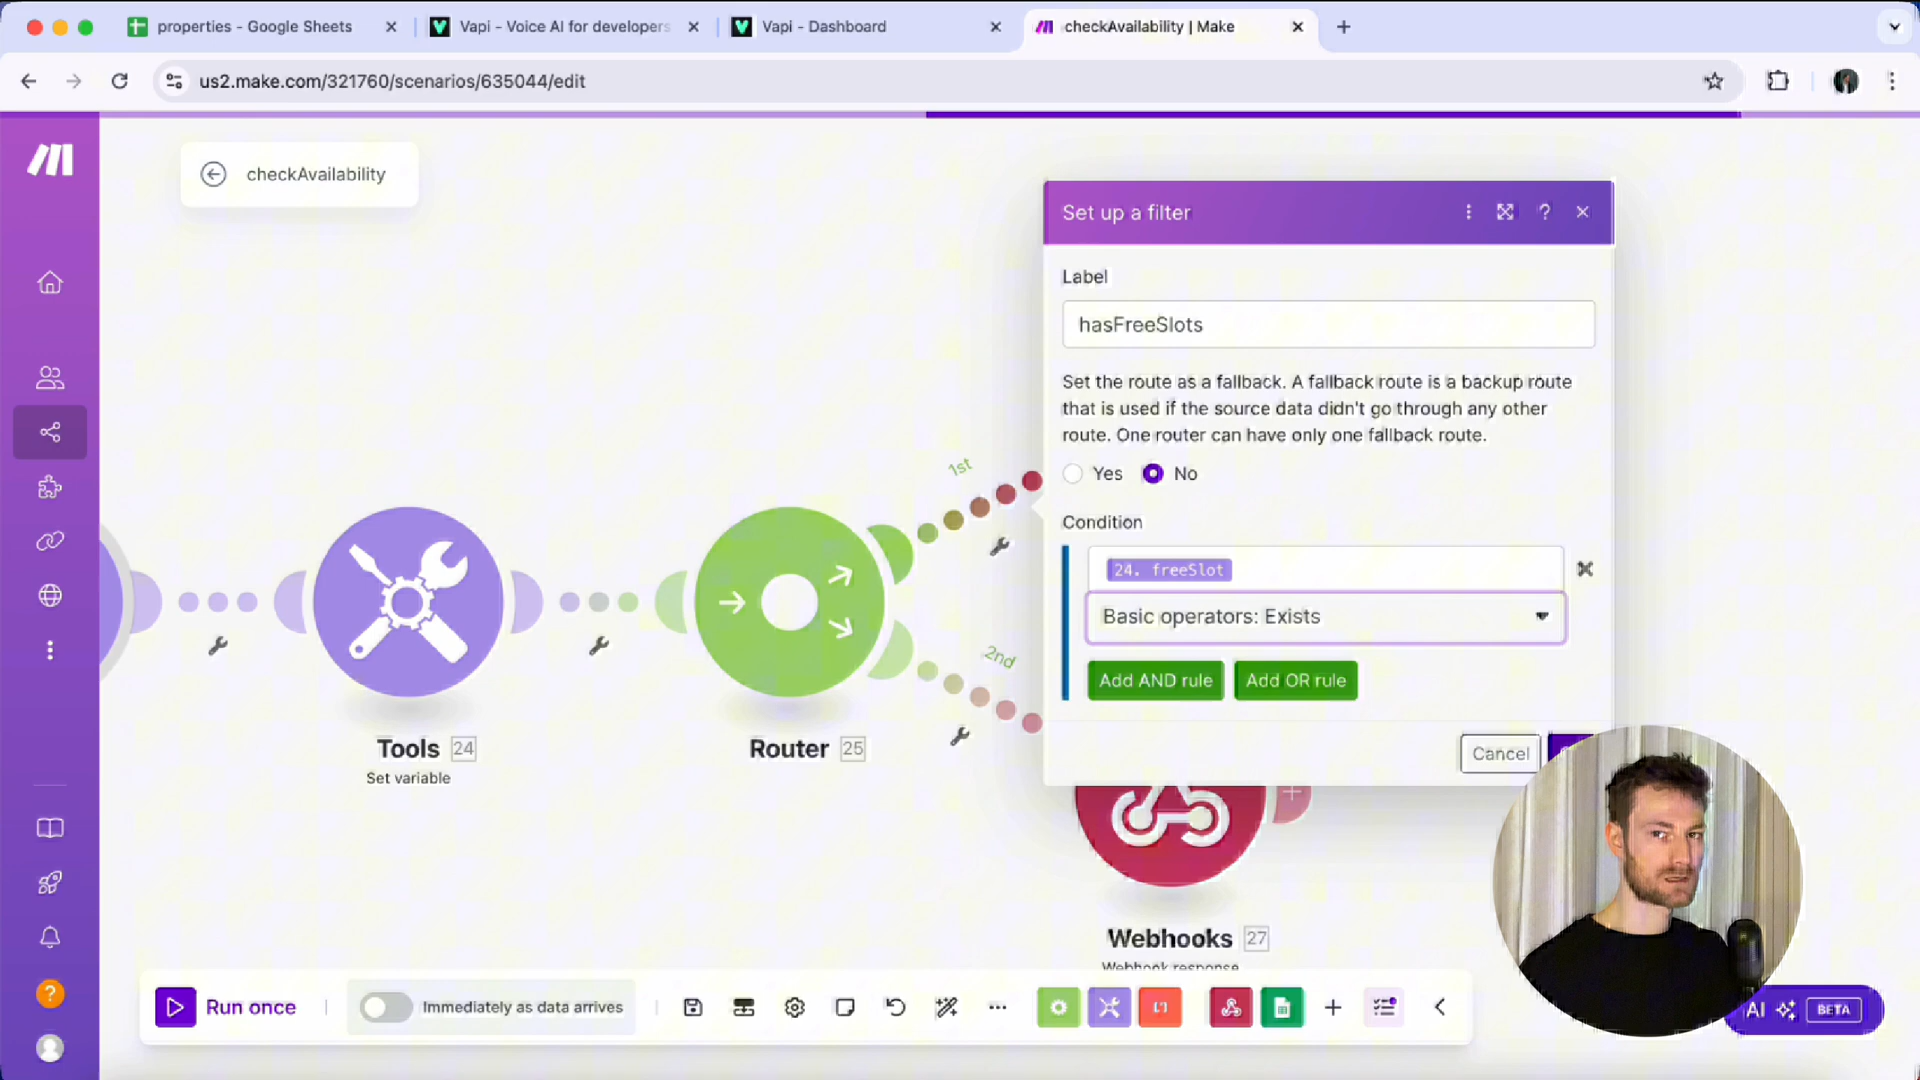 properties - Google Sheets
Vapi - Voice AI for developers
Vapi - Dashboard
checkAvailability | Make
us2.make.com/321760/scenarios/635044/edit
checkAvailability
Set up a filter
Label
hasFreeSlots
Set the route as a fallback. A fallback route is a backup route
that is used if the source data didn't go through any other
route. One router can have only one fallback route.
Yes
No
Condition
24. freeSlot
Basic operators: Exists
Add AND rule
Add OR rule
Cancel
1st
2nd
Tools 24
Set variable
Router 25
Webhooks 27
Webhook response
Run once
Immediately as data arrives
AI
BETA